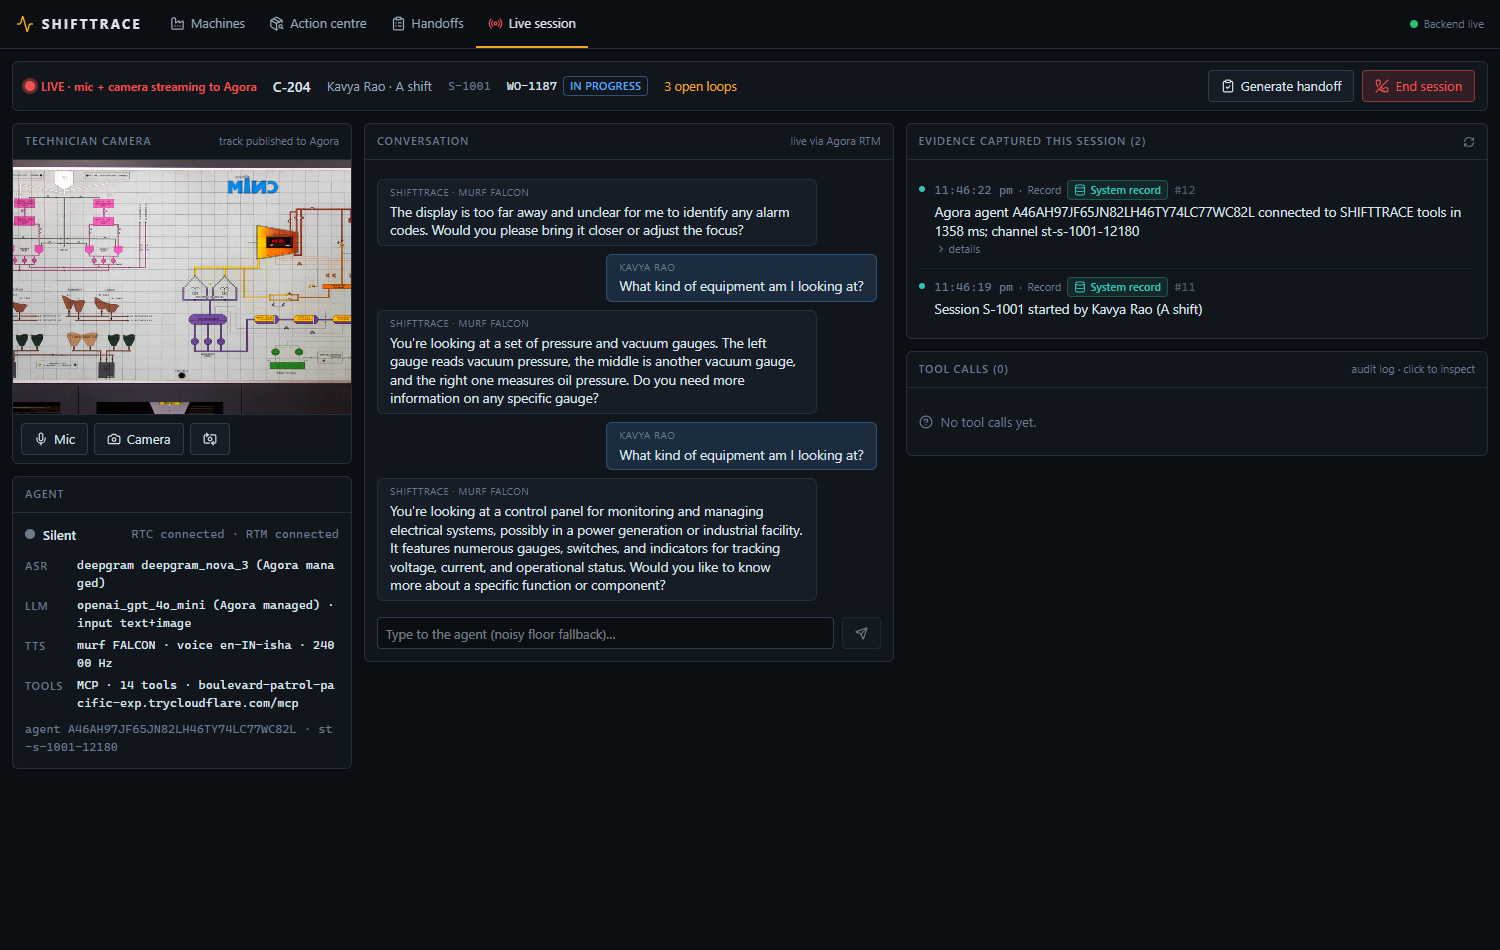 SHIFTTRACE
Machines
Action centre
Handoffs
Live session
Backend live
LIVE · mic + camera streaming to Agora
C-204
Kavya Rao · A shift
S-1001
WO-1187
IN PROGRESS
3 open loops
Generate handoff
End session
TECHNICIAN CAMERA
track published to Agora
Mic
Camera
AGENT
Silent
RTC connected · RTM connected
ASR
deepgram deepgram_nova_3 (Agora mana
ged)
LLM
openai_gpt_4o_mini (Agora managed) ·
input text+image
TTS
murf FALCON · voice en-IN-isha · 240
00 Hz
TOOLS
MCP · 14 tools · boulevard-patrol-pa
cific-exp.trycloudflare.com/mcp
agent A46AH97JF65JN82LH46TY74LC77WC82L · st
-s-1001-12180
CONVERSATION
live via Agora RTM
SHIFTTRACE · MURF FALCON
The display is too far away and unclear for me to identify any alarm
codes. Would you please bring it closer or adjust the focus?
KAVYA RAO
What kind of equipment am I looking at?
SHIFTTRACE · MURF FALCON
You're looking at a set of pressure and vacuum gauges. The left
gauge reads vacuum pressure, the middle is another vacuum gauge,
and the right one measures oil pressure. Do you need more
information on any specific gauge?
KAVYA RAO
What kind of equipment am I looking at?
SHIFTTRACE · MURF FALCON
You're looking at a control panel for monitoring and managing
electrical systems, possibly in a power generation or industrial facility.
It features numerous gauges, switches, and indicators for tracking
voltage, current, and operational status. Would you like to know
more about a specific function or component?
Type to the agent (noisy floor fallback)...
EVIDENCE CAPTURED THIS SESSION (2)
11:46:22 pm · Record
System record
#12
Agora agent A46AH97JF65JN82LH46TY74LC77WC82L connected to SHIFTTRACE tools in
1358 ms; channel st-s-1001-12180
details
11:46:19 pm · Record
System record
#11
Session S-1001 started by Kavya Rao (A shift)
TOOL CALLS (0)
audit log · click to inspect
No tool calls yet.